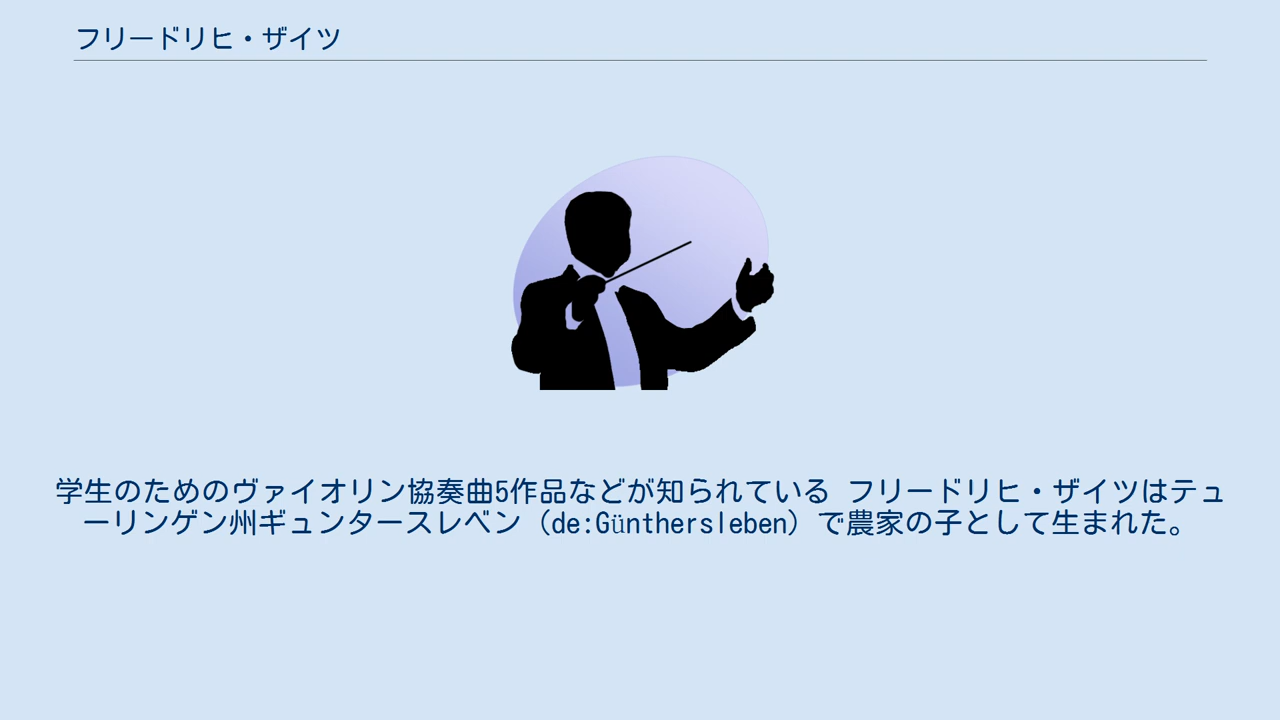 フリードリヒ・ザイツ
学生のためのヴァイオリン協奏曲5作品などが知られている フリードリヒ・ザイツはテュ
ーリンゲン州ギュンタースレベン（de:Günthersleben）で農家の子として生まれた。